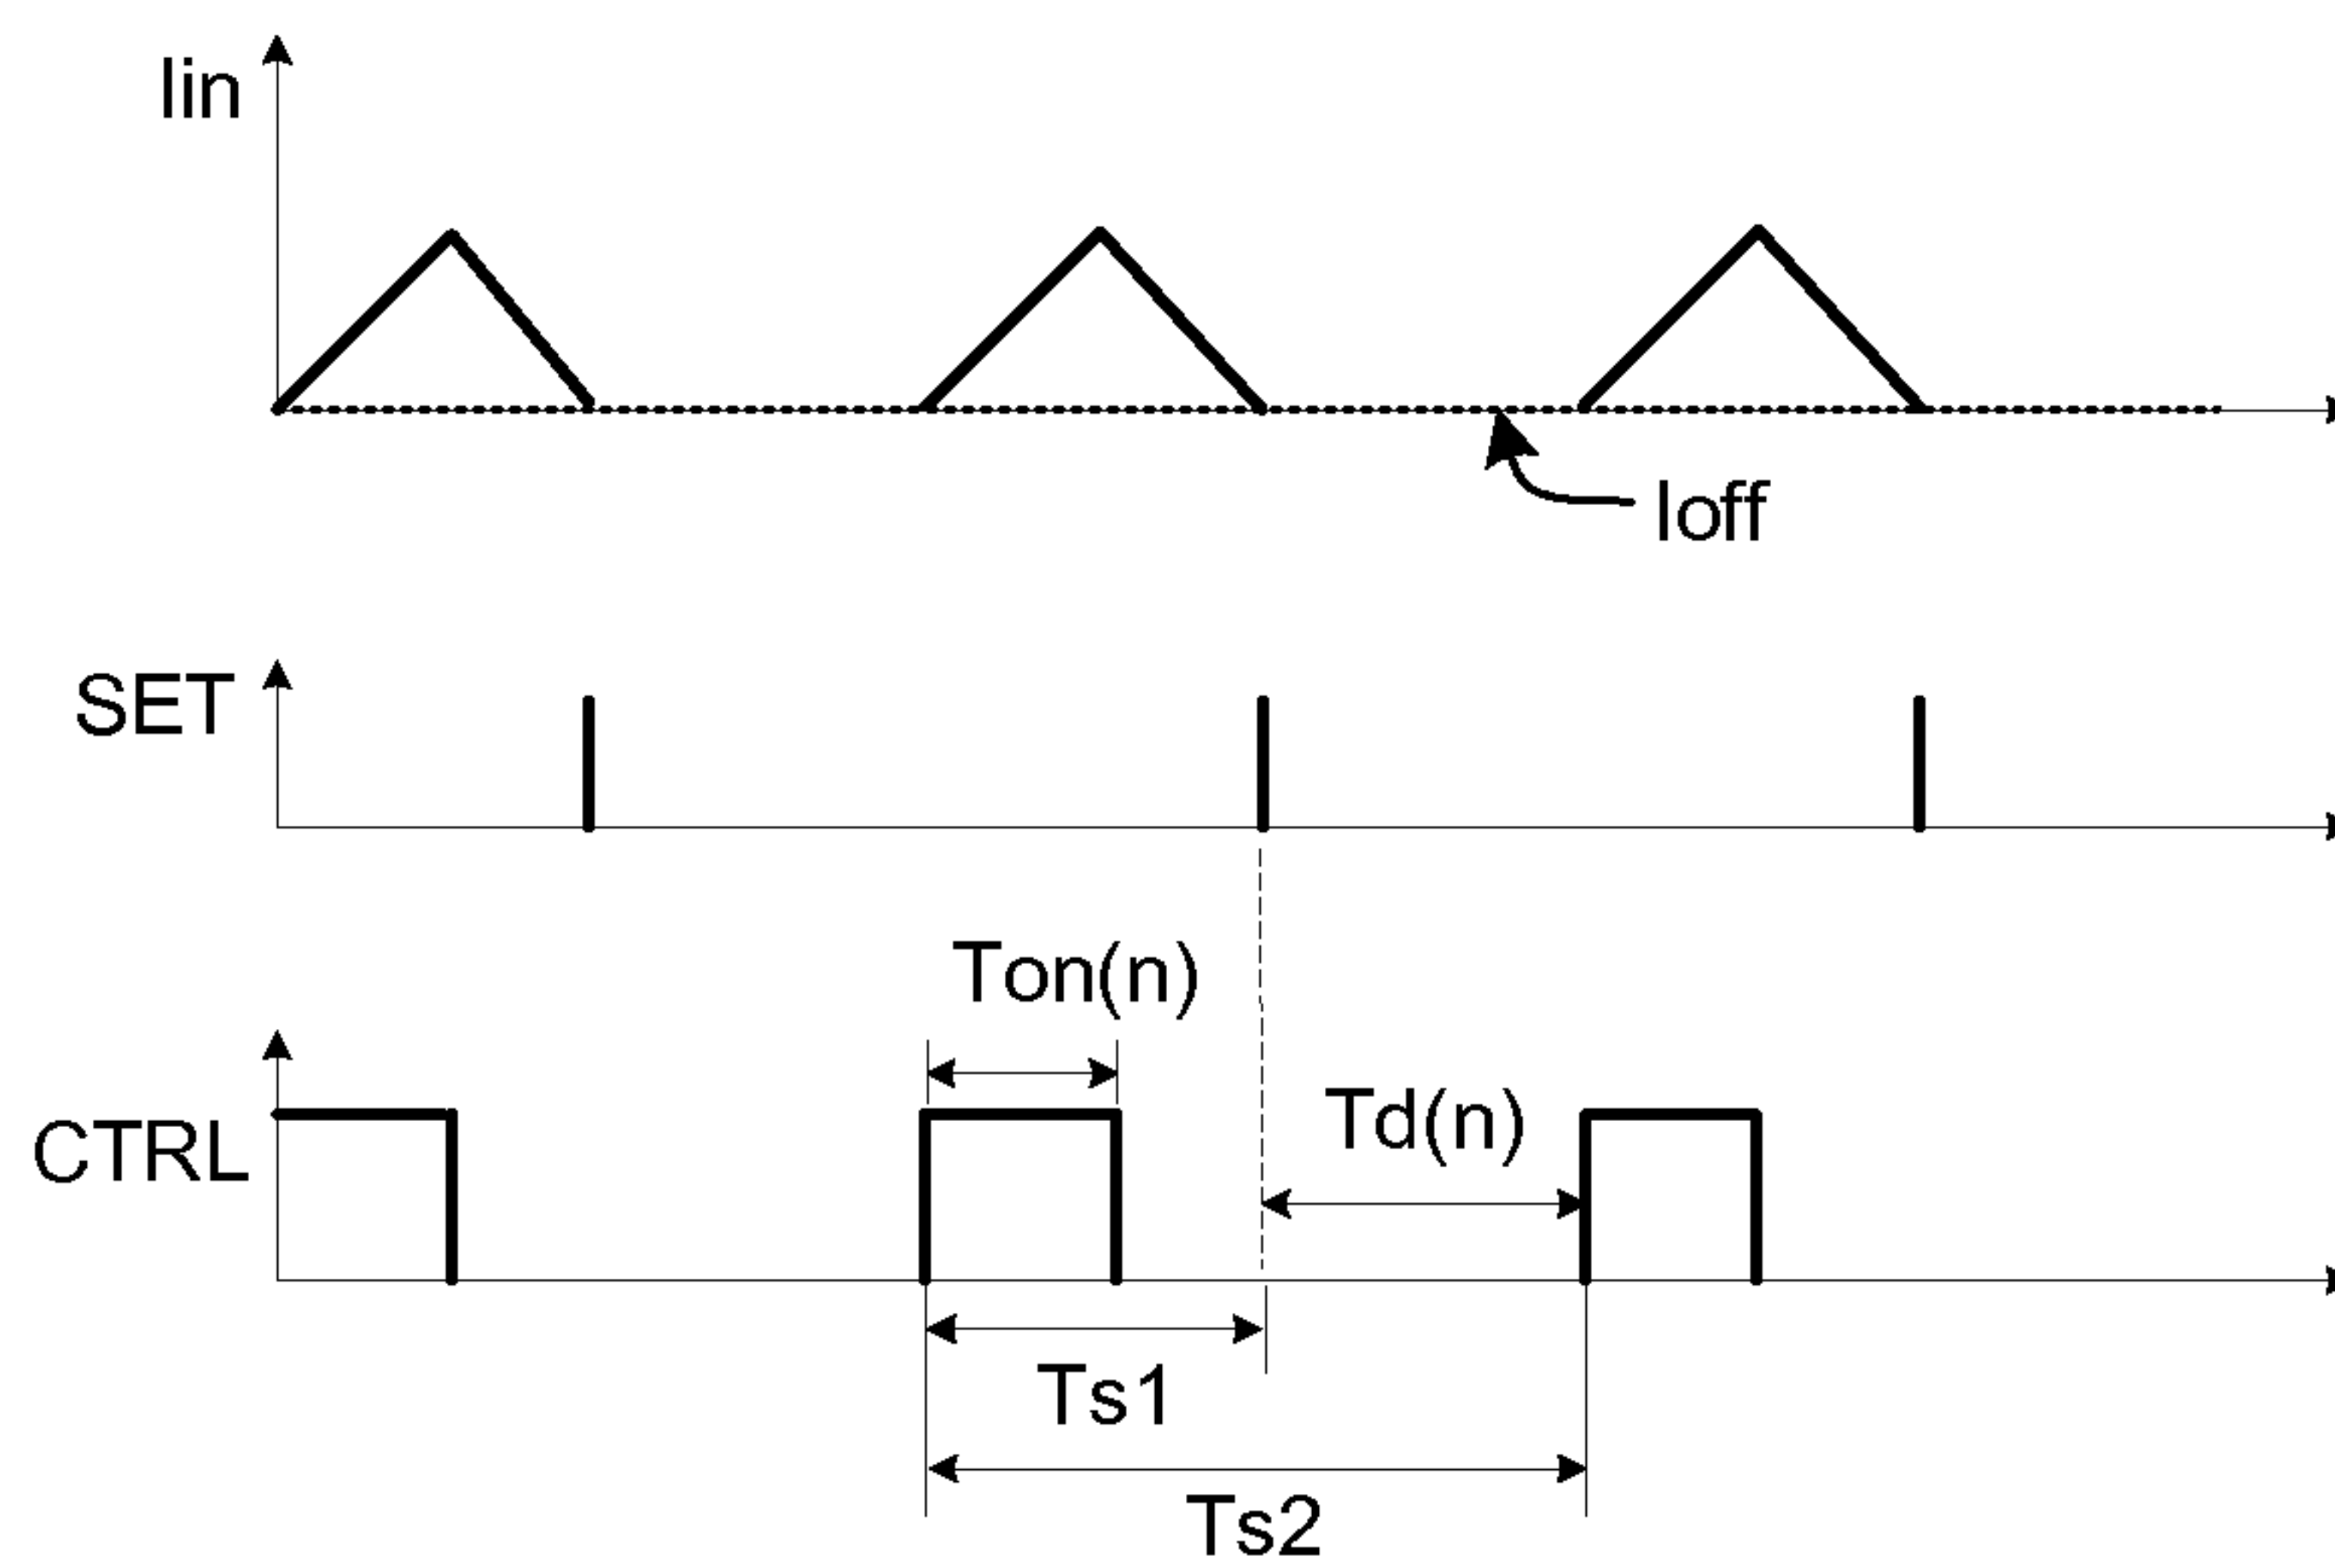 Iin
Ioff
SET
Ton(n)
Td(n)
CTRL
Ts1
Ts2